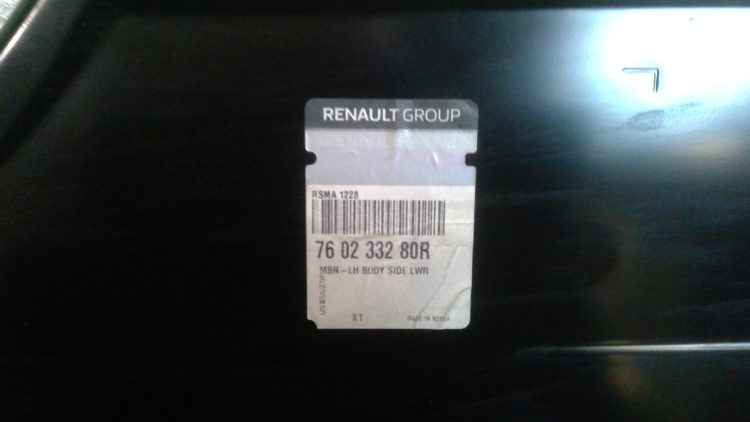 RENAULT GROUP
RSMA 1228
76 02 332 80R
MBR-LH BODY SIDE LWR
X1
MADE IN KOREA